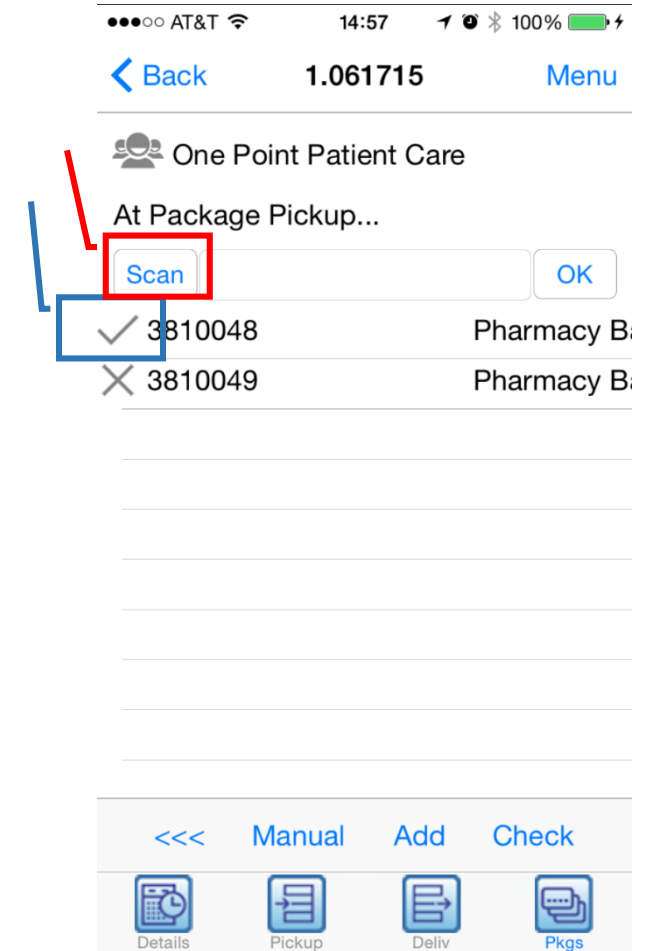 AT&T 14:57 100%
Back 1.061715 Menu
One Point Patient Care
At Package Pickup...
Scan OK
3810048 Pharmacy Ba
3810049 Pharmacy Ba
<<< Manual Add Check
Details Pickup Deliv Pkgs